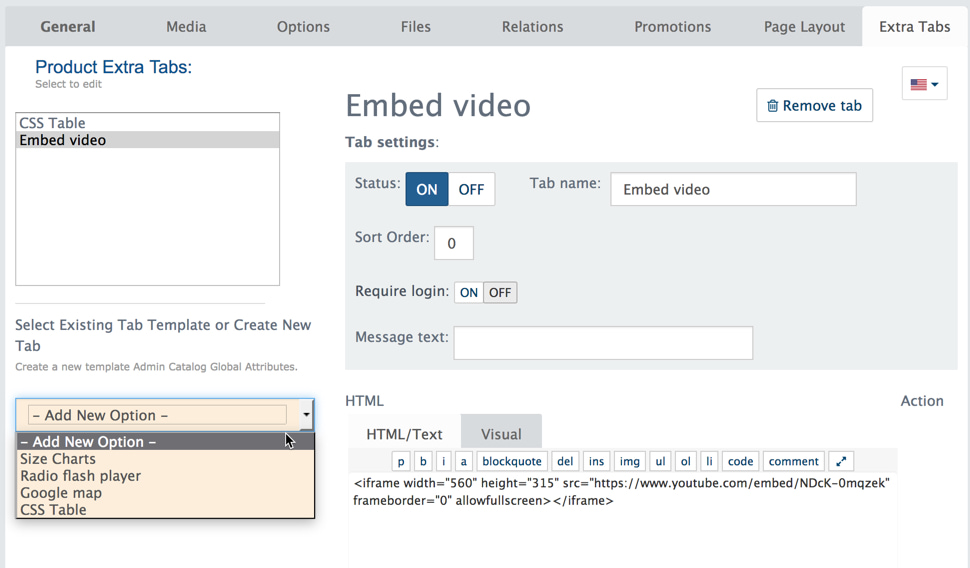 General Media Options Files Relations Promotions Page Layout Extra Tabs
Product Extra Tabs:
Select to edit
CSS Table
Embed video
Select Existing Tab Template or Create New
Tab
Create a new template Admin Catalog Global Attributes.
– Add New Option –
– Add New Option –
Size Charts
Radio flash player
Google map
CSS Table
Embed video
Remove tab
Tab settings:
Status: ON OFF Tab name: Embed video
Sort Order: 0
Require login: ON OFF
Message text:
HTML Action
HTML/Text Visual
p b i a blockquote del ins img ul ol li code comment
<iframe width="560" height="315" src="https://www.youtube.com/embed/NDcK-0mqzek"
frameborder="0" allowfullscreen></iframe>